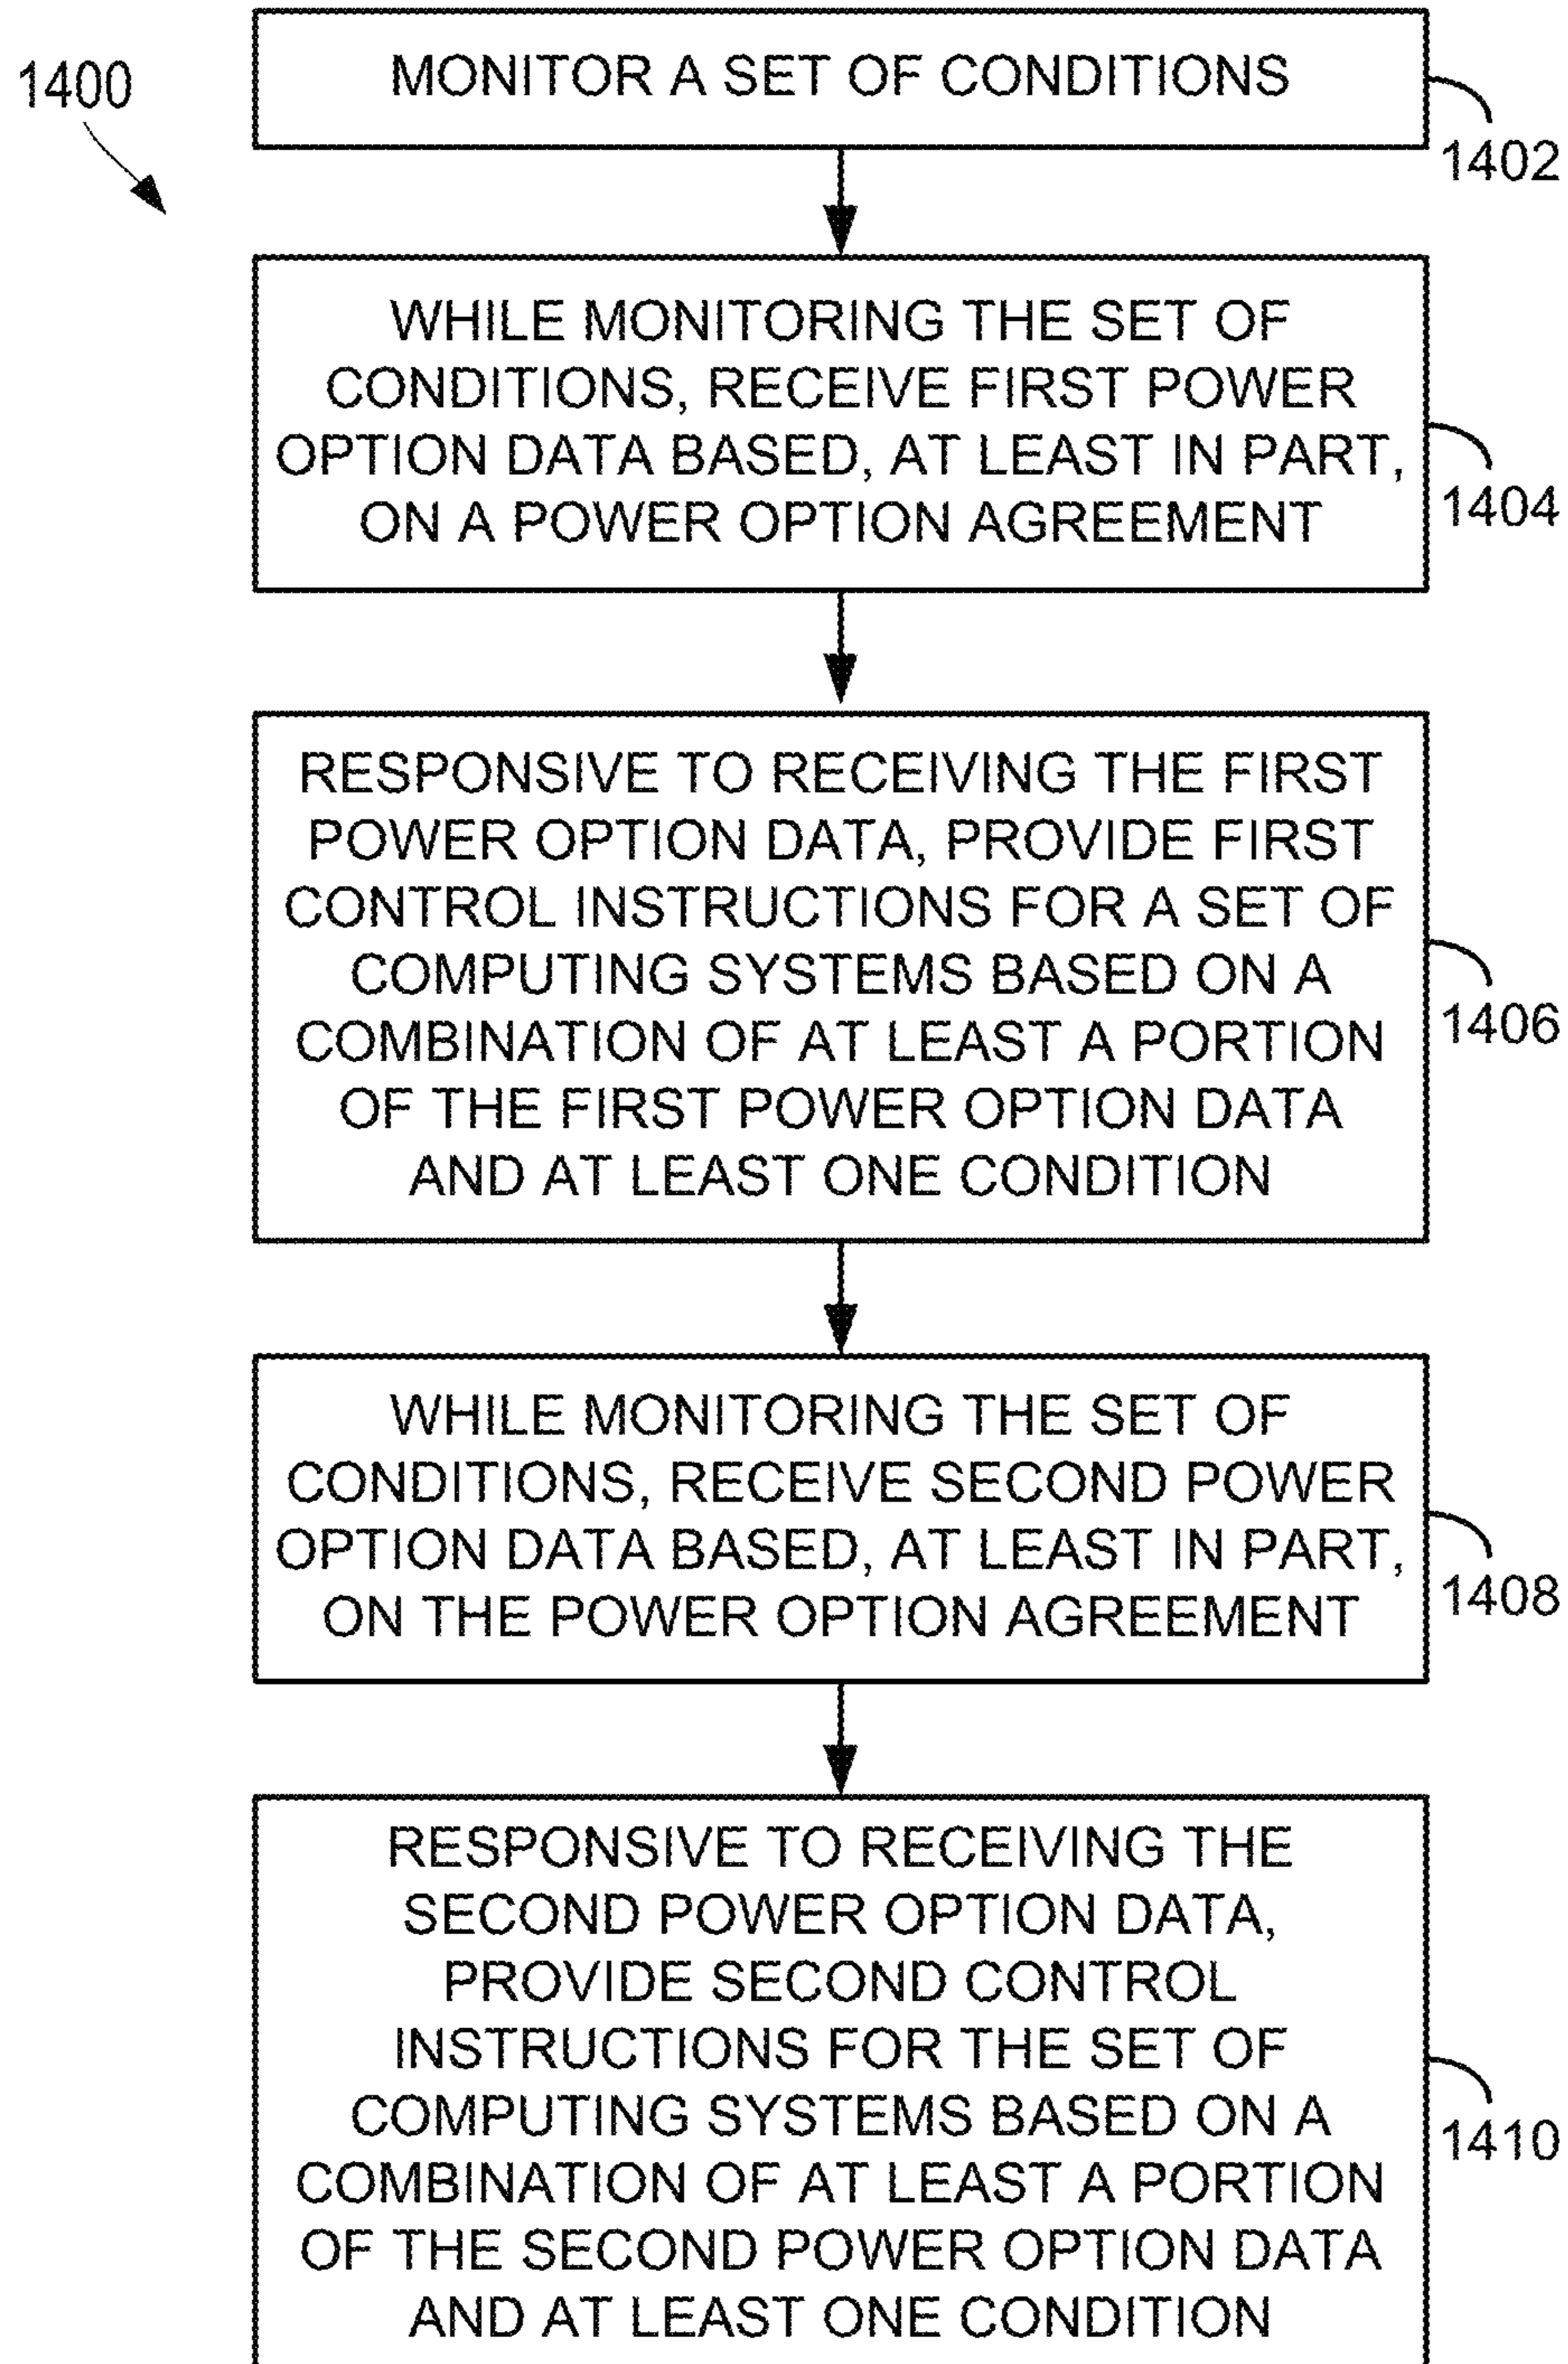 1400
MONITOR A SET OF CONDITIONS
1402
WHILE MONITORING THE SET OF
CONDITIONS, RECEIVE FIRST POWER
OPTION DATA BASED, AT LEAST IN PART,
ON A POWER OPTION AGREEMENT
1404
RESPONSIVE TO RECEIVING THE FIRST
POWER OPTION DATA, PROVIDE FIRST
CONTROL INSTRUCTIONS FOR A SET OF
COMPUTING SYSTEMS BASED ON A
COMBINATION OF AT LEAST A PORTION
OF THE FIRST POWER OPTION DATA
AND AT LEAST ONE CONDITION
1406
WHILE MONITORING THE SET OF
CONDITIONS, RECEIVE SECOND POWER
OPTION DATA BASED, AT LEAST IN PART,
ON THE POWER OPTION AGREEMENT
1408
RESPONSIVE TO RECEIVING THE
SECOND POWER OPTION DATA,
PROVIDE SECOND CONTROL
INSTRUCTIONS FOR THE SET OF
COMPUTING SYSTEMS BASED ON A
COMBINATION OF AT LEAST A PORTION
OF THE SECOND POWER OPTION DATA
AND AT LEAST ONE CONDITION
1410